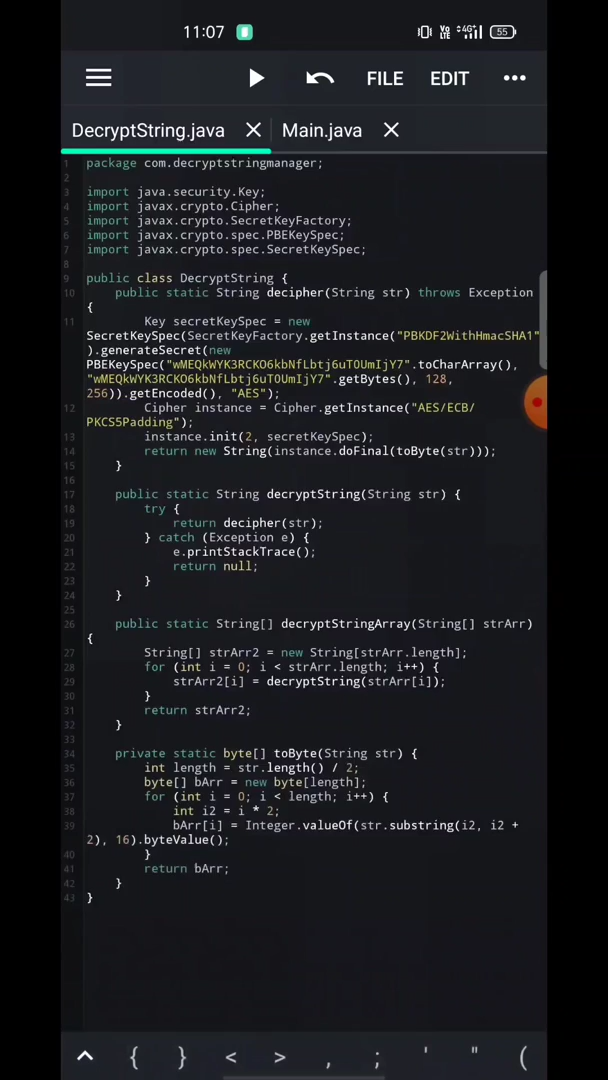 11:07
Vo LTE 4G+ 55
FILE EDIT
DecryptString.java Main.java
1 package com.decryptstringmanager;
2
3 import java.security.Key;
4 import javax.crypto.Cipher;
5 import javax.crypto.SecretKeyFactory;
6 import javax.crypto.spec.PBEKeySpec;
7 import javax.crypto.spec.SecretKeySpec;
8
9 public class DecryptString {
10 public static String decipher(String str) throws Exception
{
11 Key secretKeySpec = new
SecretKeySpec(SecretKeyFactory.getInstance("PBKDF2WithHmacSHA1"
).generateSecret(new
PBEKeySpec("wMEQkWYK3RCKO6kbNfLbtj6uTOUmIjY7".toCharArray(),
"wMEQkWYK3RCKO6kbNfLbtj6uTOUmIjY7".getBytes(), 128,
256)).getEncoded(), "AES");
12 Cipher instance = Cipher.getInstance("AES/ECB/
PKCS5Padding");
13 instance.init(2, secretKeySpec);
14 return new String(instance.doFinal(toByte(str)));
15 }
16
17 public static String decryptString(String str) {
18 try {
19 return decipher(str);
20 } catch (Exception e) {
21 e.printStackTrace();
22 return null;
23 }
24 }
25
26 public static String[] decryptStringArray(String[] strArr)
{
27 String[] strArr2 = new String[strArr.length];
28 for (int i = 0; i < strArr.length; i++) {
29 strArr2[i] = decryptString(strArr[i]);
30 }
31 return strArr2;
32 }
33
34 private static byte[] toByte(String str) {
35 int length = str.length() / 2;
36 byte[] bArr = new byte[length];
37 for (int i = 0; i < length; i++) {
38 int i2 = i * 2;
39 bArr[i] = Integer.valueOf(str.substring(i2, i2 +
2), 16).byteValue();
40 }
41 return bArr;
42 }
43 }
{ } < > , ; ' " (